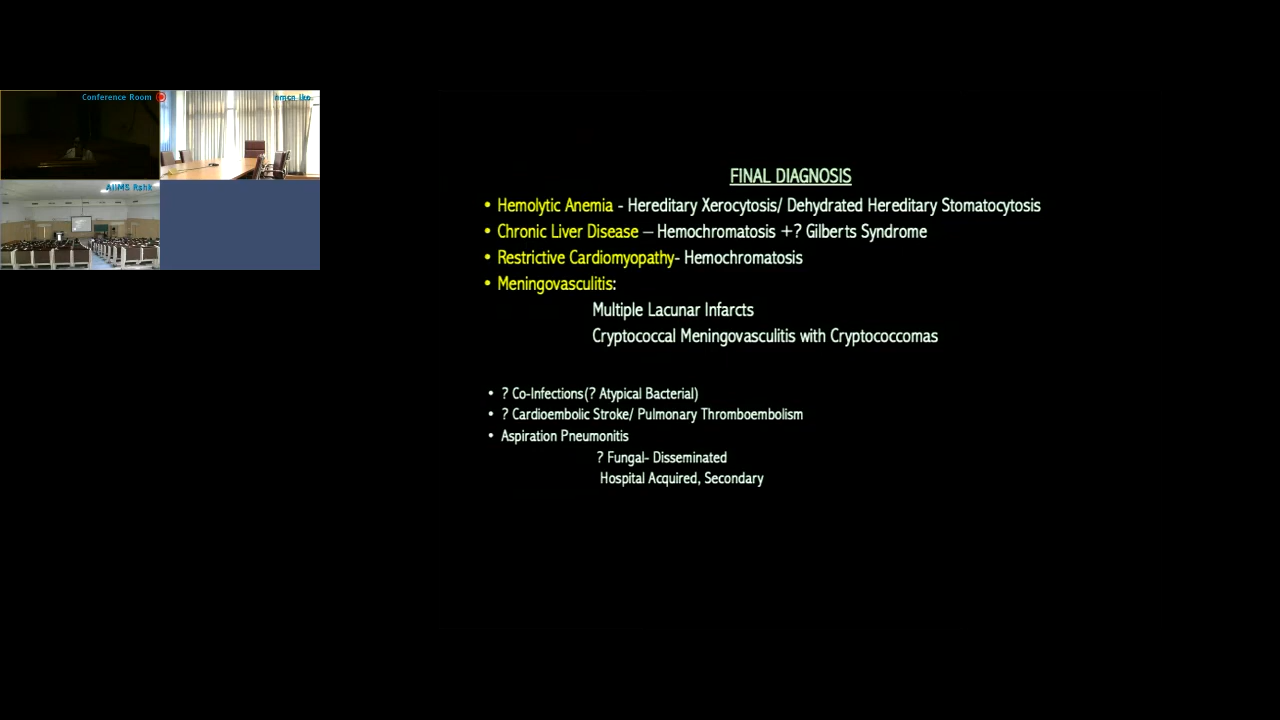 Conference Room
AIIMS Rshk
FINAL DIAGNOSIS
• Hemolytic Anemia - Hereditary Xerocytosis/ Dehydrated Hereditary Stomatocytosis
• Chronic Liver Disease – Hemochromatosis +? Gilberts Syndrome
• Restrictive Cardiomyopathy- Hemochromatosis
• Meningovasculitis:
Multiple Lacunar Infarcts
Cryptococcal Meningovasculitis with Cryptococcomas
• ? Co-Infections(? Atypical Bacterial)
• ? Cardioembolic Stroke/ Pulmonary Thromboembolism
• Aspiration Pneumonitis
? Fungal- Disseminated
Hospital Acquired, Secondary